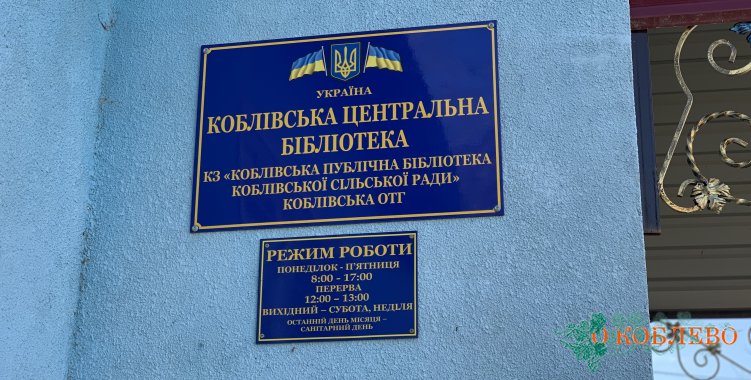 УКРАЇНА
КОБЛІВСЬКА ЦЕНТРАЛЬНА
БІБЛІОТЕКА
КЗ «КОБЛІВСЬКА ПУБЛІЧНА БІБЛІОТЕКА
КОБЛІВСЬКОЇ СІЛЬСЬКОЇ РАДИ»
КОБЛІВСЬКА ОТГ
РЕЖИМ РОБОТИ
ПОНЕДІЛОК - П'ЯТНИЦЯ
8:00 - 17:00
ПЕРЕРВА
12:00 – 13:00
ВИХІДНИЙ – СУБОТА, НЕДІЛЯ
ОСТАННІЙ ДЕНЬ МІСЯЦА –
САНІТАРНИЙ ДЕНЬ
О КОБЛЕВО